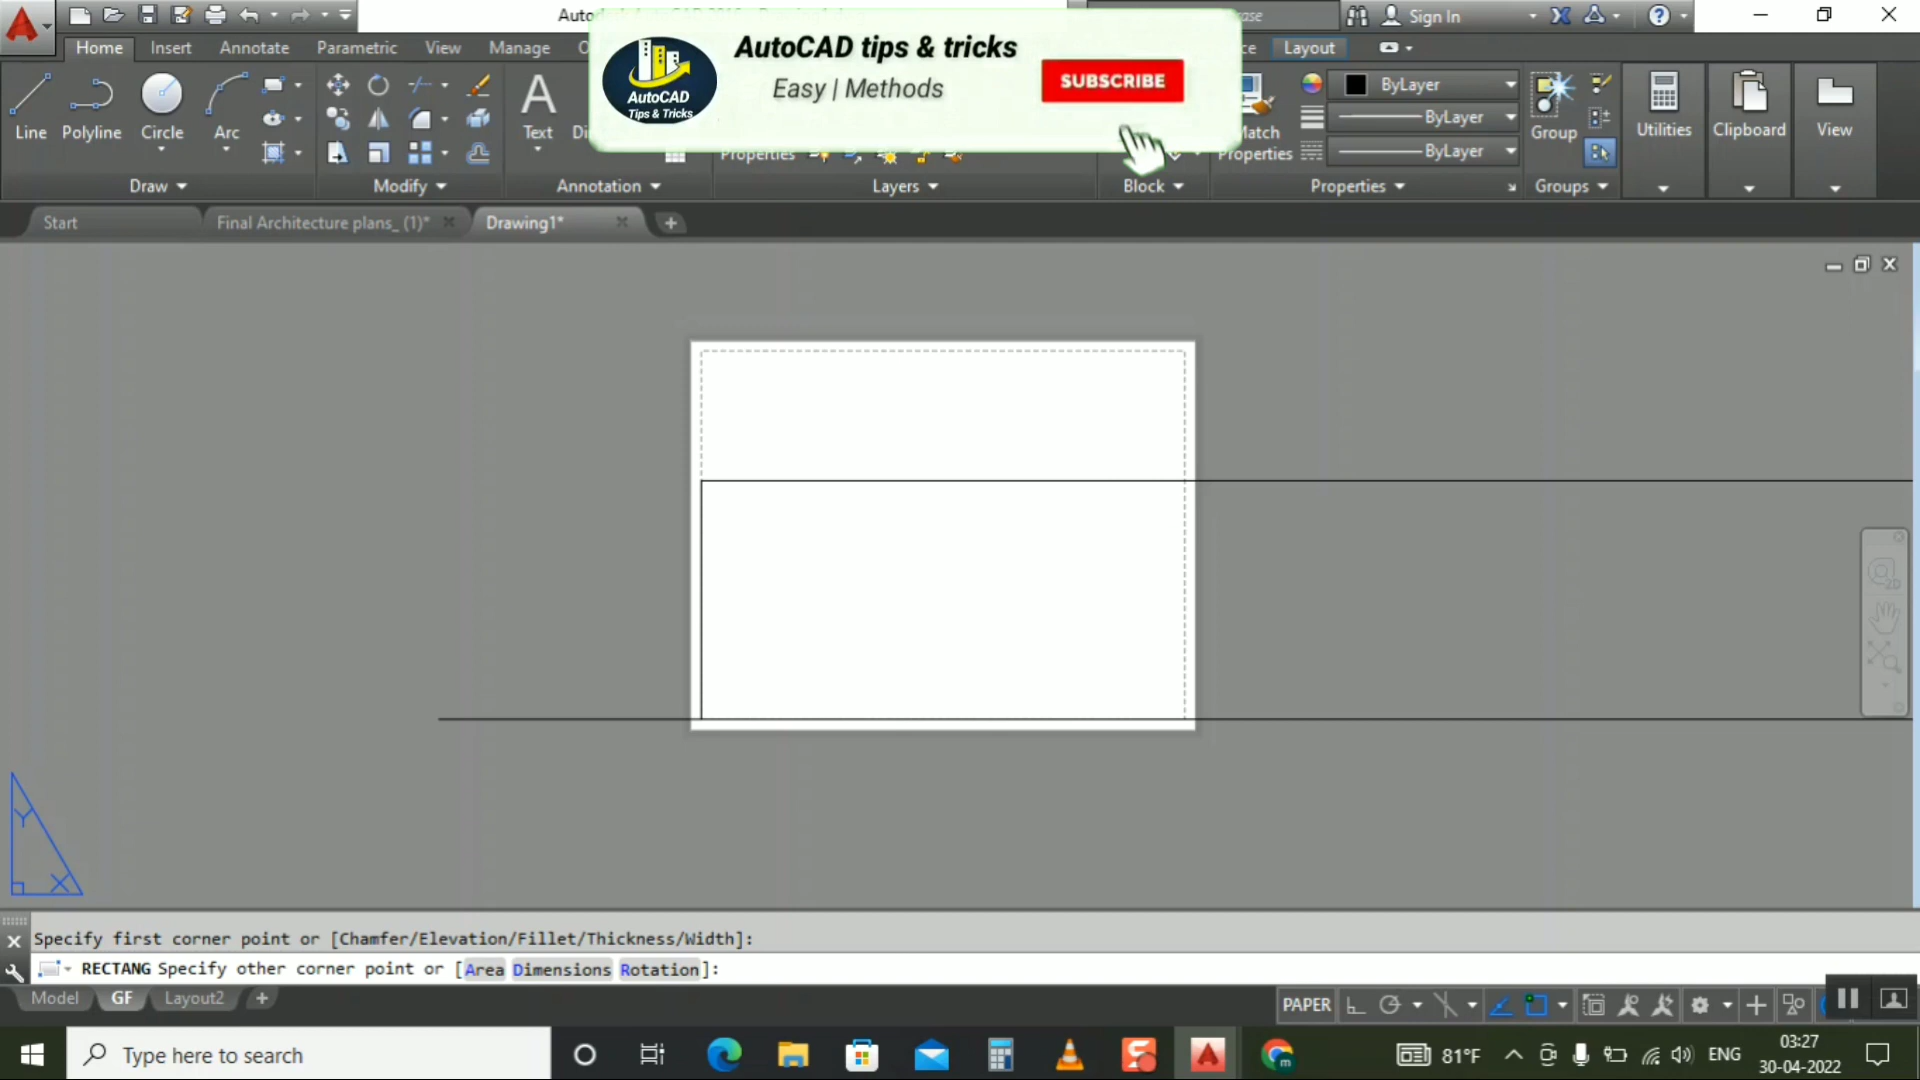 Sign In
Home Insert Annotate Parametric View Manage Layout
AutoCAD tips & tricks
Easy | Methods
SUBSCRIBE
AutoCAD
Tips & Tricks
Line Polyline Circle Arc
Text
Properties
Match
Properties
ByLayer
ByLayer
ByLayer
Group
Utilities Clipboard View
Draw Modify Annotation Layers Block Properties Groups
Start Final Architecture plans_ (1)* Drawing1*
Y
X
2D
Specify first corner point or [Chamfer/Elevation/Fillet/Thickness/Width]:
RECTANG Specify other corner point or [Area Dimensions Rotation]:
Model GF Layout2
PAPER
Type here to search
81°F ENG
03:27
30-04-2022